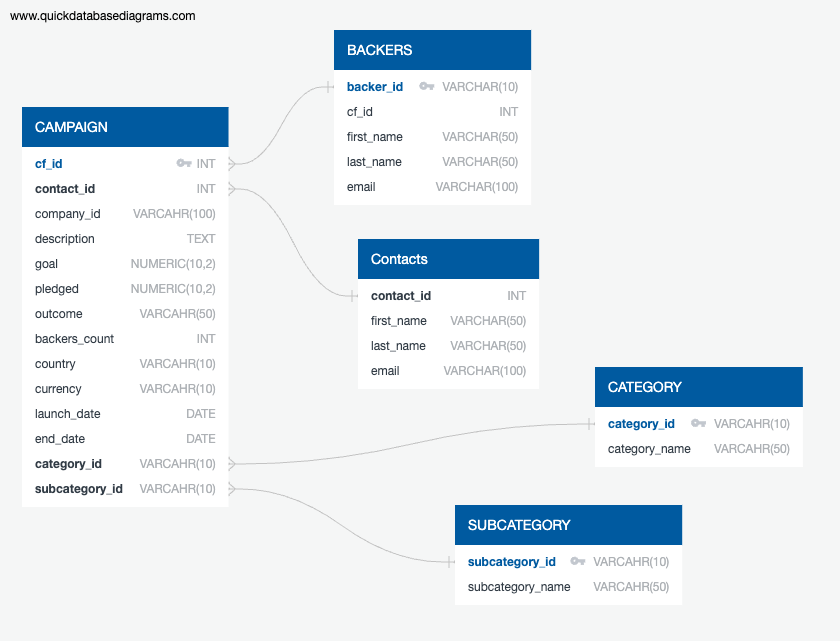 www.quickdatabasediagrams.com
BACKERS
backer_id VARCHAR(10)
cf_id INT
first_name VARCHAR(50)
last_name VARCHAR(50)
email VARCHAR(100)
CAMPAIGN
cf_id INT
contact_id INT
company_id VARCAHR(100)
description TEXT
goal NUMERIC(10,2)
pledged NUMERIC(10,2)
outcome VARCAHR(50)
backers_count INT
country VARCAHR(10)
currency VARCAHR(10)
launch_date DATE
end_date DATE
category_id VARCAHR(10)
subcategory_id VARCAHR(10)
Contacts
contact_id INT
first_name VARCHAR(50)
last_name VARCHAR(50)
email VARCHAR(100)
CATEGORY
category_id VARCAHR(10)
category_name VARCAHR(50)
SUBCATEGORY
subcategory_id VARCAHR(10)
subcategory_name VARCAHR(50)